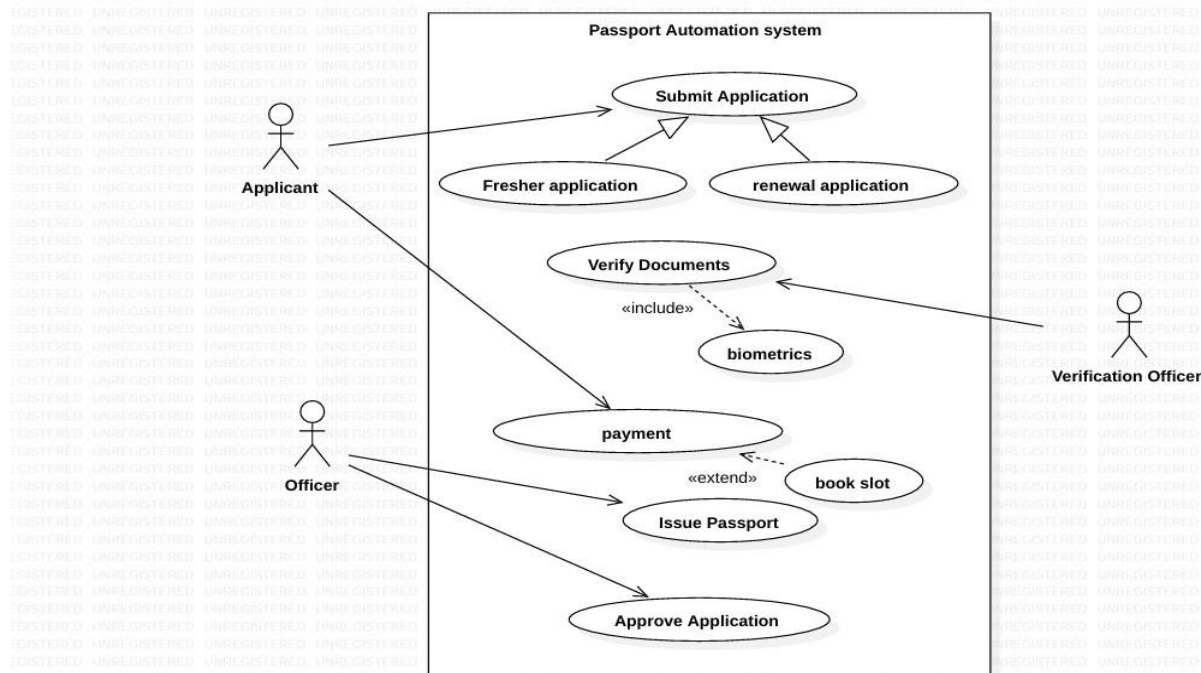 Passport Automation system
Submit Application
Applicant
Fresher application
renewal application
Verify Documents
«include»
biometrics
Verification Officer
payment
Officer
«extend»
book slot
Issue Passport
Approve Application
UNREGISTERED